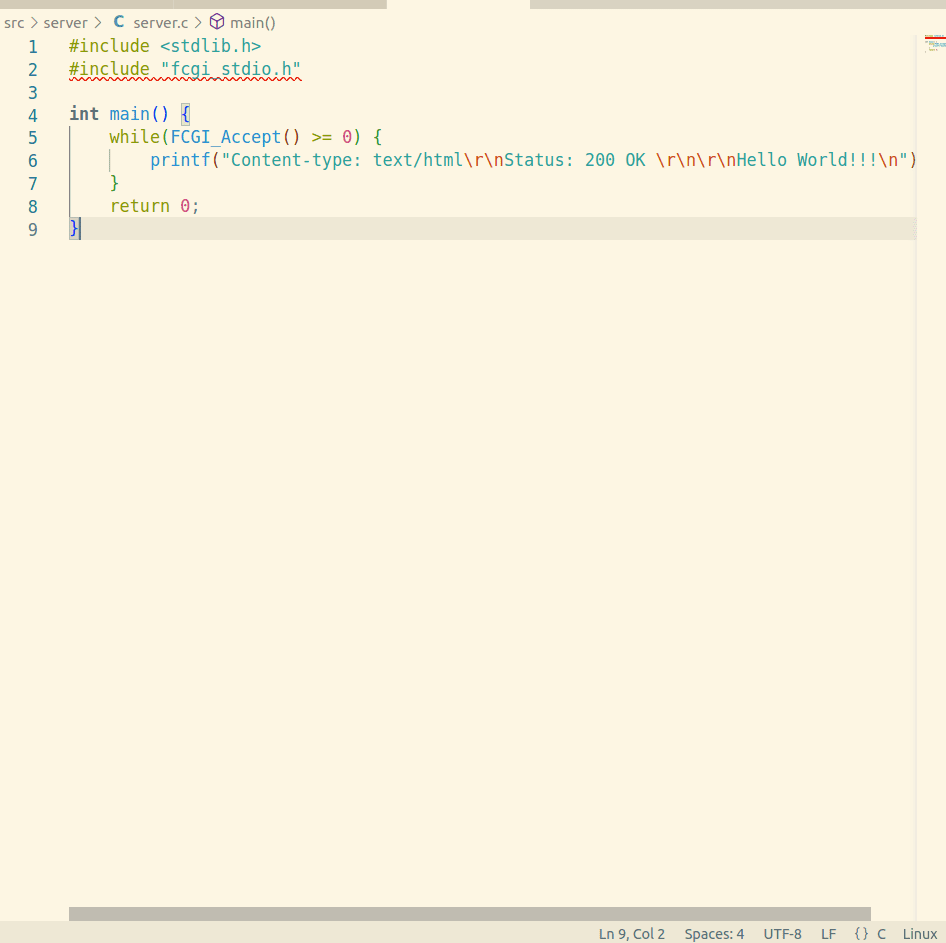 src > server > C server.c > main()
1 #include <stdlib.h>
2 #include "fcgi_stdio.h"
3
4 int main() {
5     while(FCGI_Accept() >= 0) {
6         printf("Content-type: text/html\r\nStatus: 200 OK \r\n\r\nHello World!!!\n")
7     }
8     return 0;
9 }
Ln 9, Col 2 Spaces: 4 UTF-8 LF {} C Linux